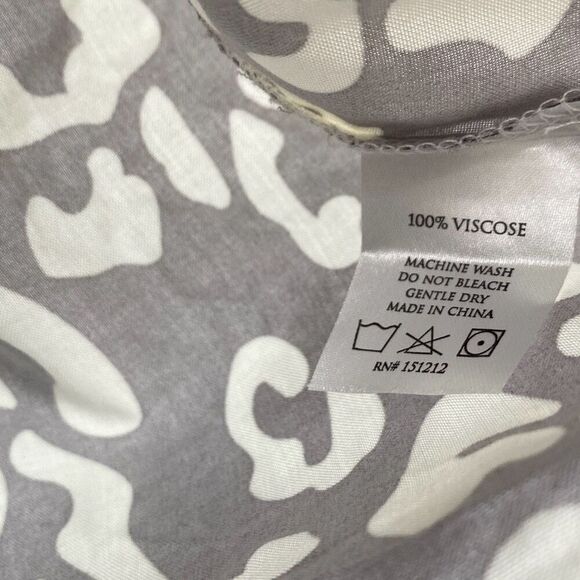 100% VISCOSE
MACHINE WASH
DO NOT BLEACH
GENTLE DRY
MADE IN CHINA
RN# 151212